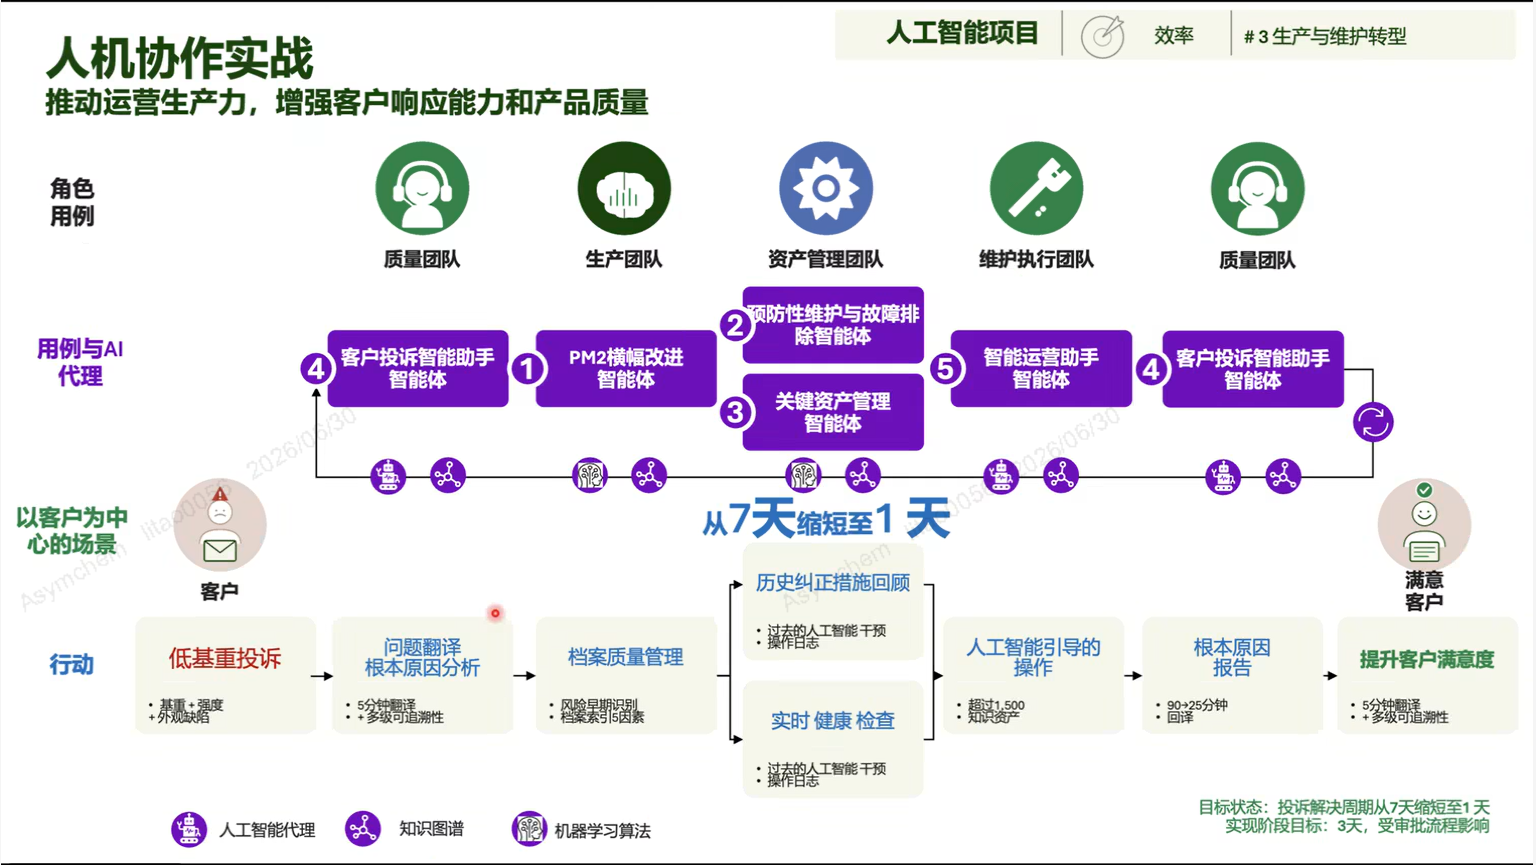 人机协作实战
推动运营生产力，增强客户响应能力和产品质量
人工智能项目
效率
# 3 生产与维护转型
角色
用例
质量团队
生产团队
资产管理团队
维护执行团队
质量团队
用例与AI
代理
4
客户投诉智能助手
智能体
1
PM2横幅改进
智能体
2
预防性维护与故障排
除智能体
3
关键资产管理
智能体
5
智能运营助手
智能体
4
客户投诉智能助手
智能体
以客户为中
心的场景
客户
从7天缩短至1 天
满意
客户
行动
低基重投诉
• 基重 + 强度
+ 外观缺陷
问题翻译
根本原因分析
• 5分钟翻译
• + 多级可追溯性
档案质量管理
• 风险早期识别
• 档案索引5因素
历史纠正措施回顾
• 过去的人工智能 干预
• 操作日志
实时 健康 检查
• 过去的人工智能 干预
• 操作日志
人工智能引导的
操作
• 超过1,500
• 知识资产
根本原因
报告
• 90→25分钟
• 回译
提升客户满意度
• 5分钟翻译
• + 多级可追溯性
人工智能代理
知识图谱
机器学习算法
目标状态：投诉解决周期从7天缩短至1 天
实现阶段目标：3天，受审批流程影响
Asymchem litao0056 2026/06/30
Asymchem litao0056 2026/06/30